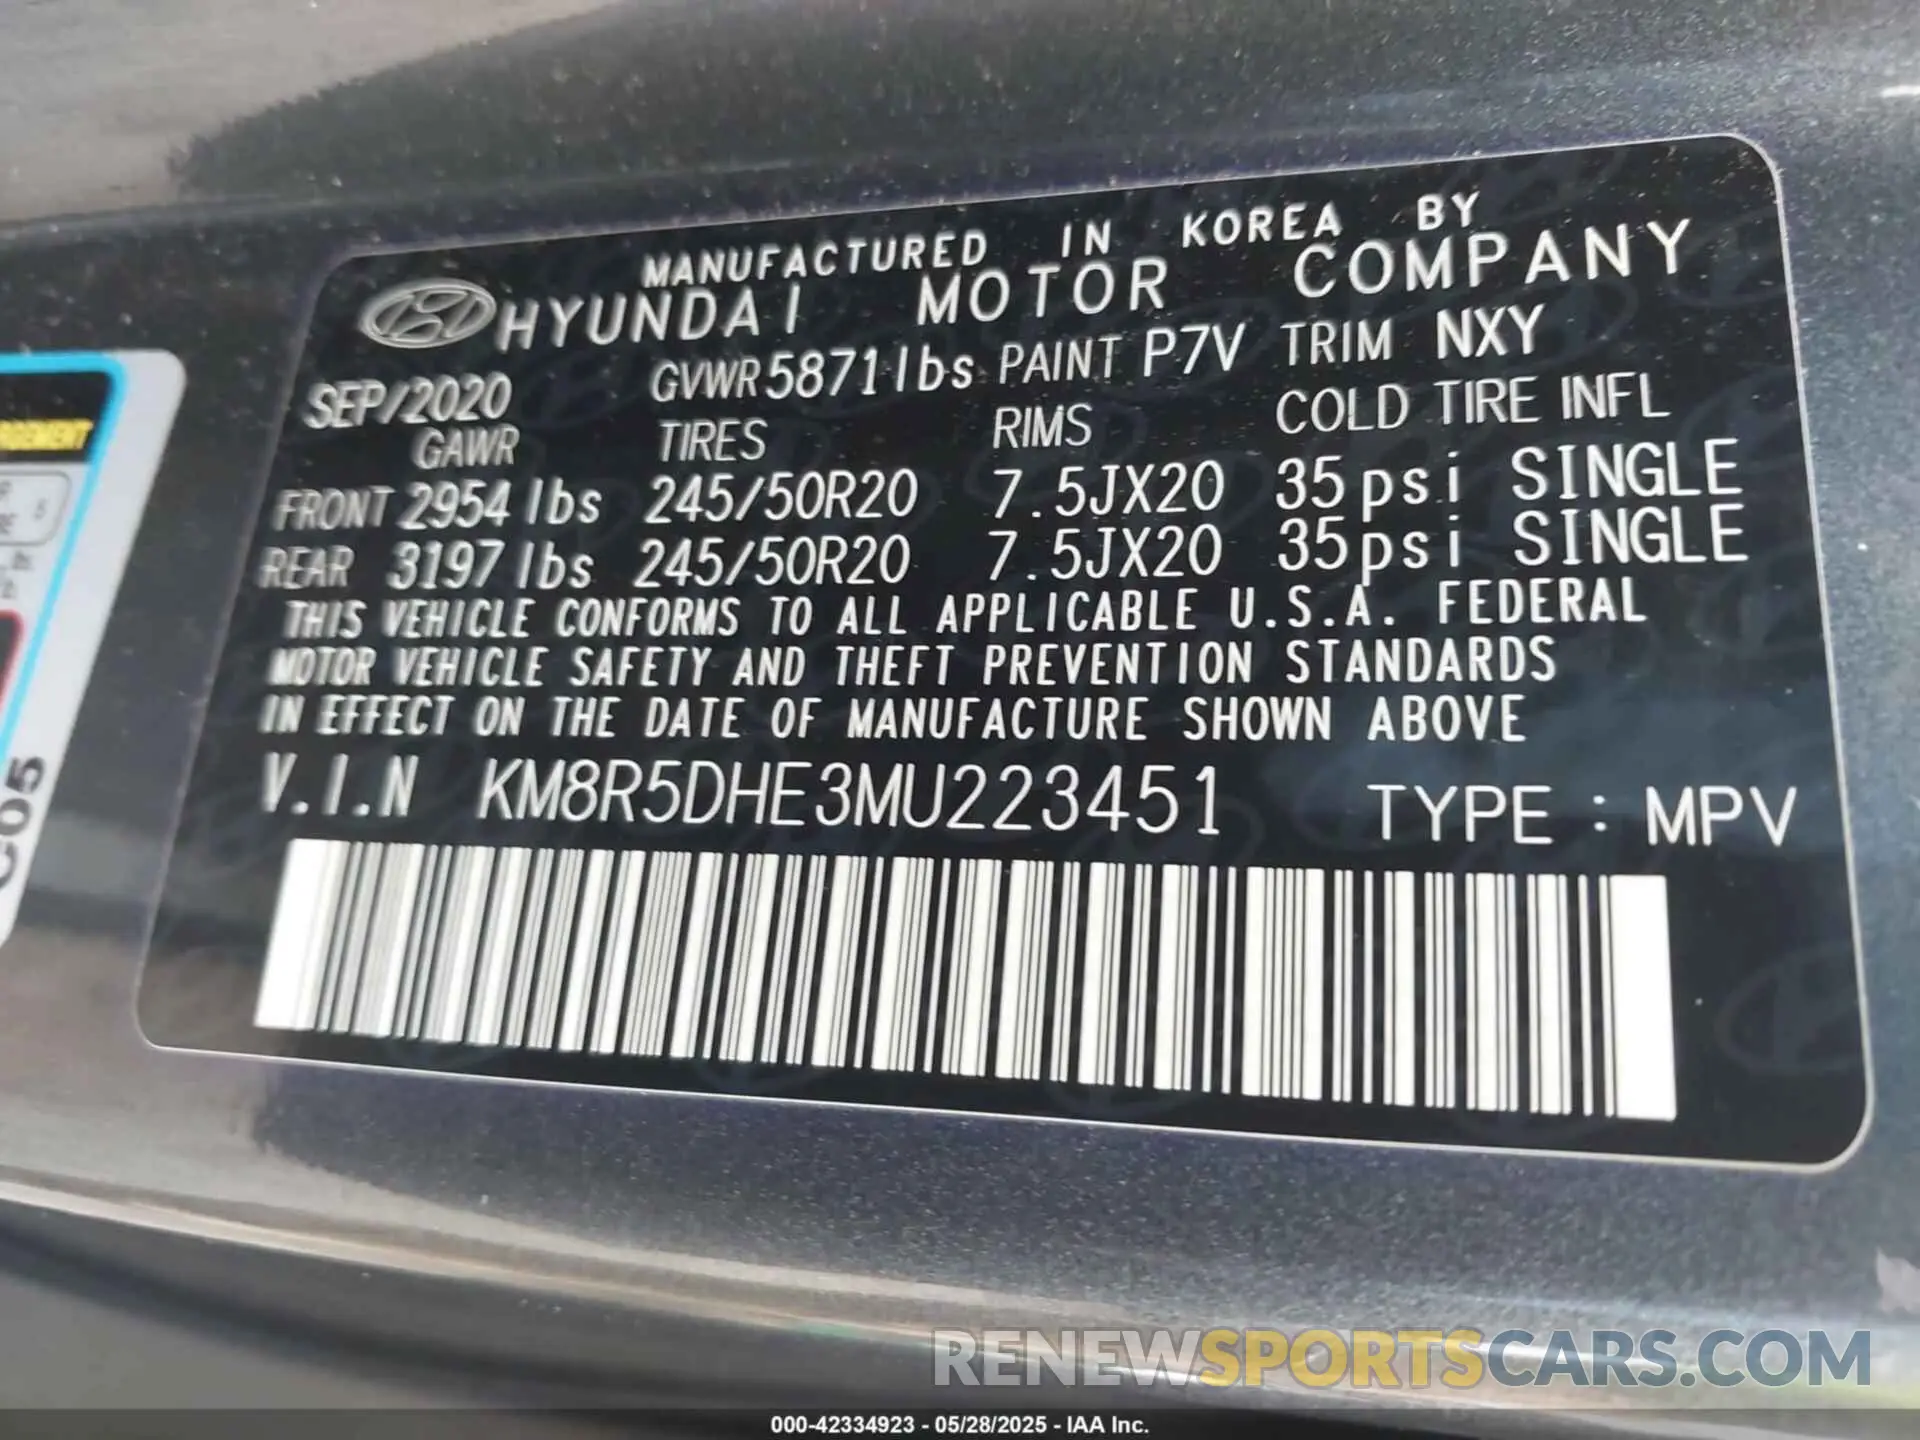 MANUFACTURED IN KOREA BY
HYUNDAI MOTOR COMPANY
SEP/2020 GVWR 5871lbs PAINT P7V TRIM NXY
GAWR TIRES RIMS COLD TIRE INFL
FRONT 2954 lbs 245/50R20 7.5JX20 35psi SINGLE
REAR 3197 lbs 245/50R20 7.5JX20 35psi SINGLE
THIS VEHICLE CONFORMS TO ALL APPLICABLE U.S.A. FEDERAL
MOTOR VEHICLE SAFETY AND THEFT PREVENTION STANDARDS
IN EFFECT ON THE DATE OF MANUFACTURE SHOWN ABOVE
V.I.N KM8R5DHE3MU223451 TYPE : MPV
C05
RENEWSPORTSCARS.COM
000-42334923 - 05/28/2025 - IAA Inc.